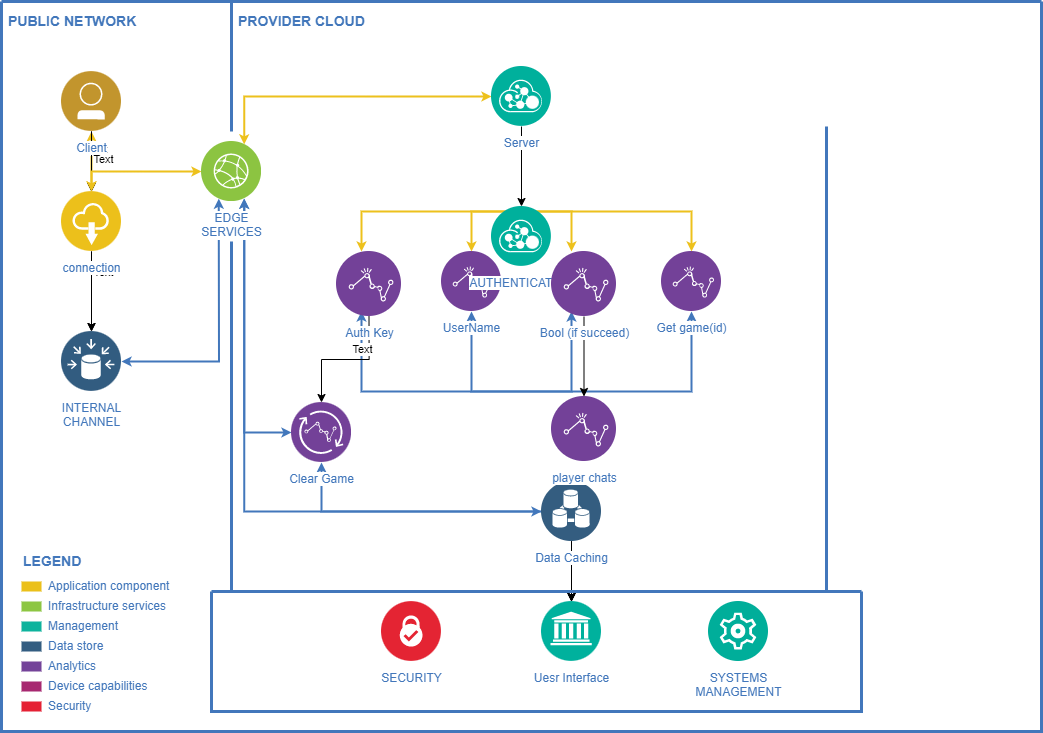 PUBLIC NETWORK
PROVIDER CLOUD
Client
Text
Server
EDGE
SERVICES
connection
AUTHENTICAT
Auth Key
UserName
Bool (if succeed)
Get game(id)
Text
INTERNAL
CHANNEL
Clear Game
player chats
Data Caching
LEGEND
Application component
Infrastructure services
Management
Data store
Analytics
Device capabilities
Security
SECURITY
Uesr Interface
SYSTEMS
MANAGEMENT